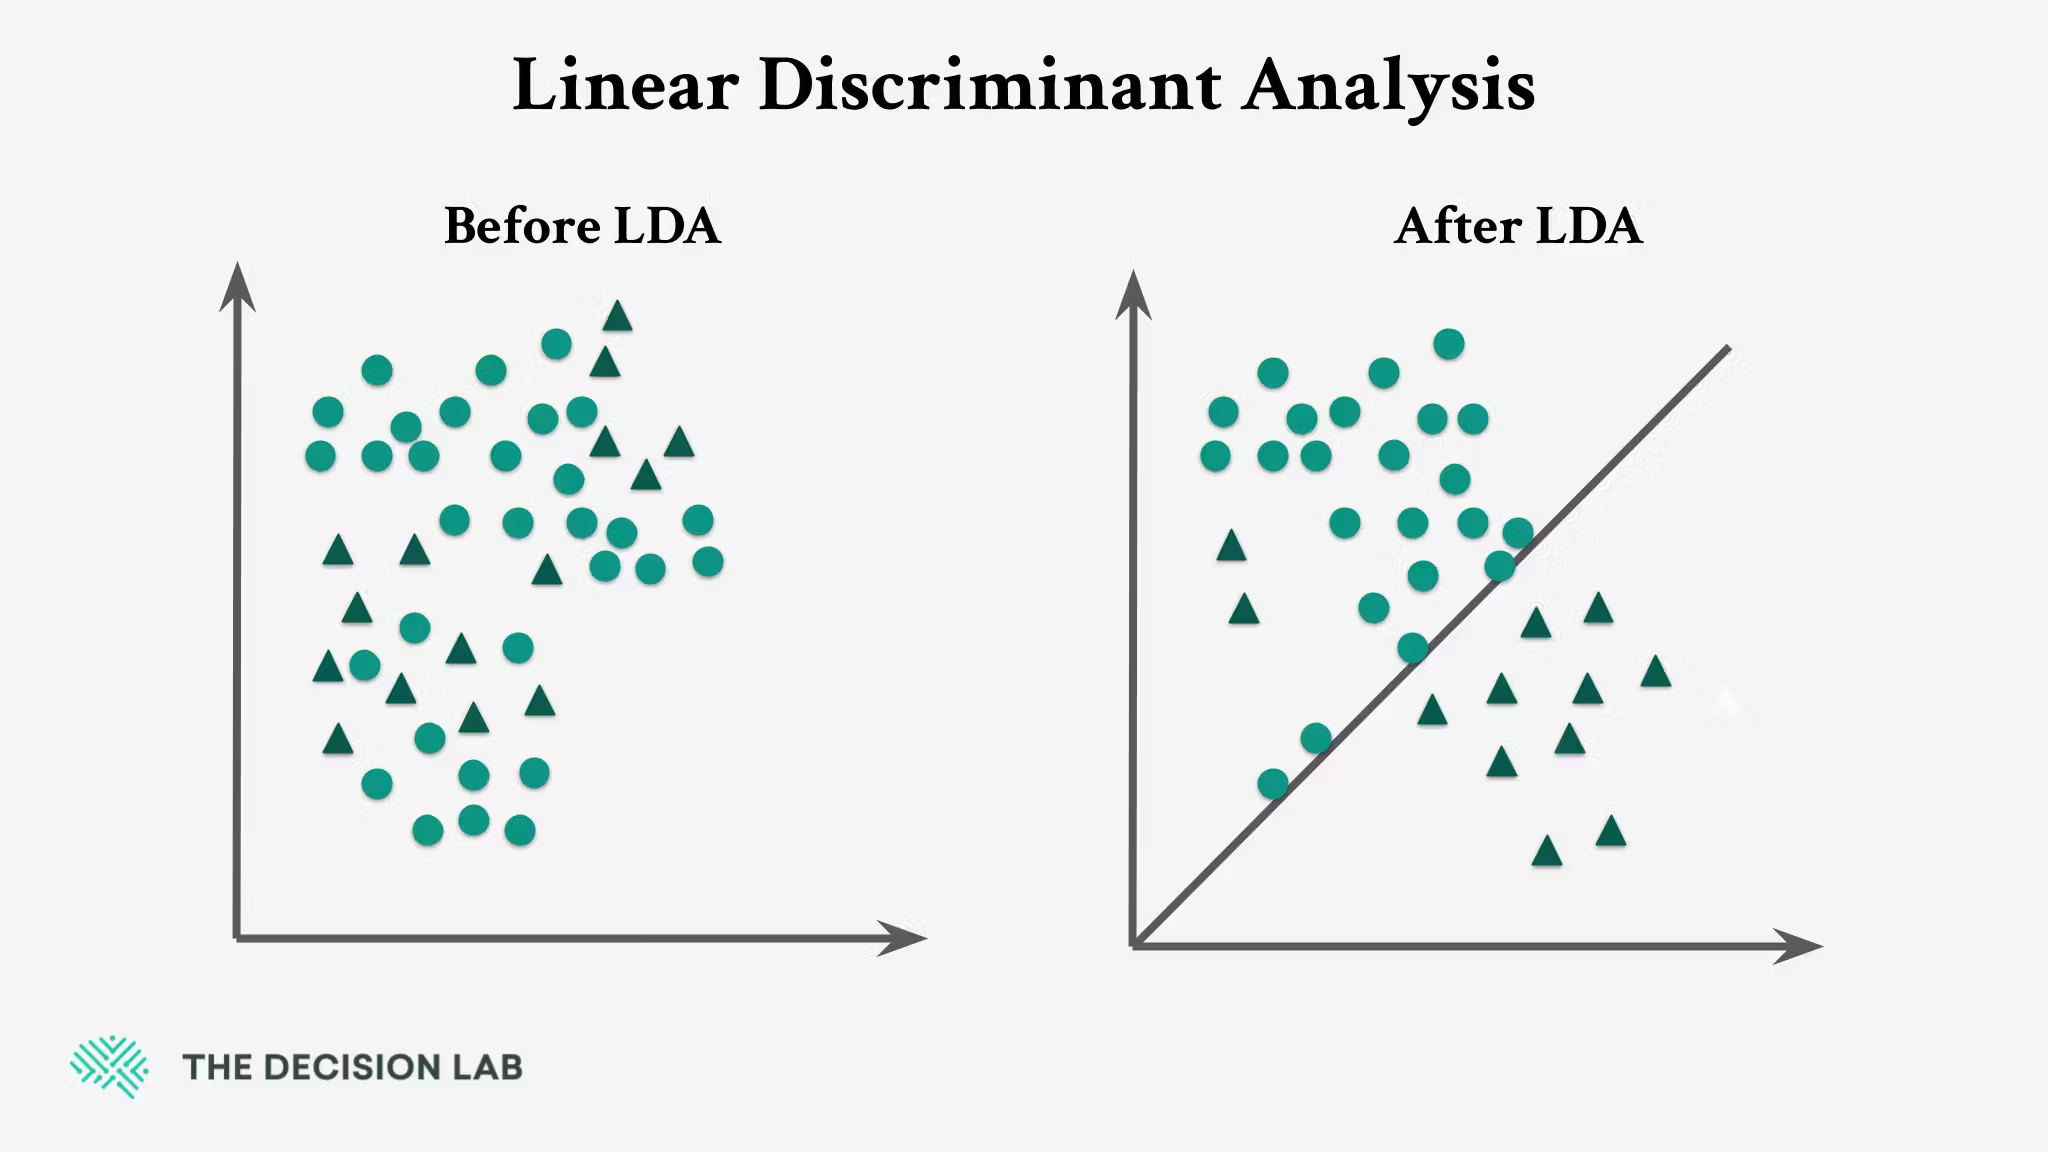 Linear Discriminant Analysis
Before LDA
After LDA
THE DECISION LAB